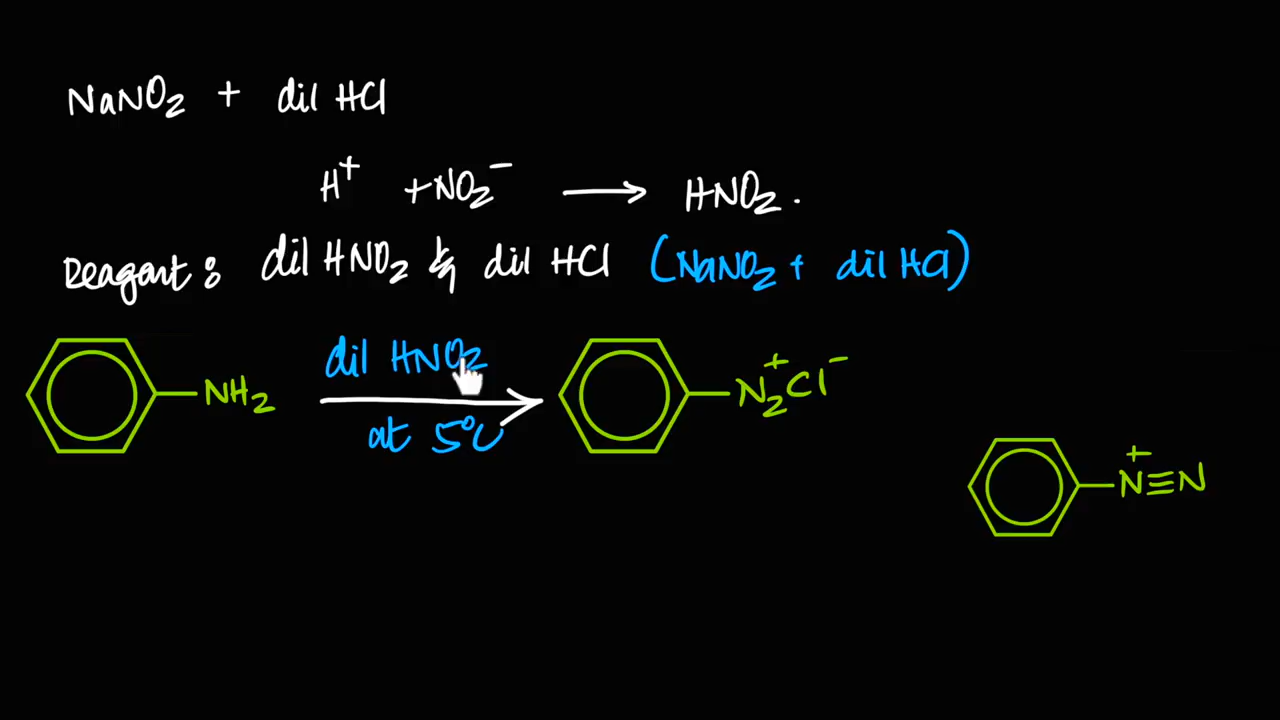 NaNO₂ + dil HCl
H⁺ + NO₂⁻ ⟶ HNO₂.
Reagent : dil HNO₂ & dil HCl (NaNO₂ + dil HCl)
dil HNO₂
NH₂ N₂⁺Cl⁻
at 5°C
N⁺≡N